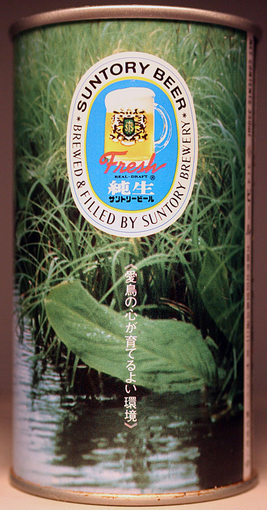 SUNTORY BEER
• BREWED & FILLED BY SUNTORY BREWERY •
Fresh
REAL-DRAFT
純生
サントリービール
《愛鳥の心が育てるよい環境》